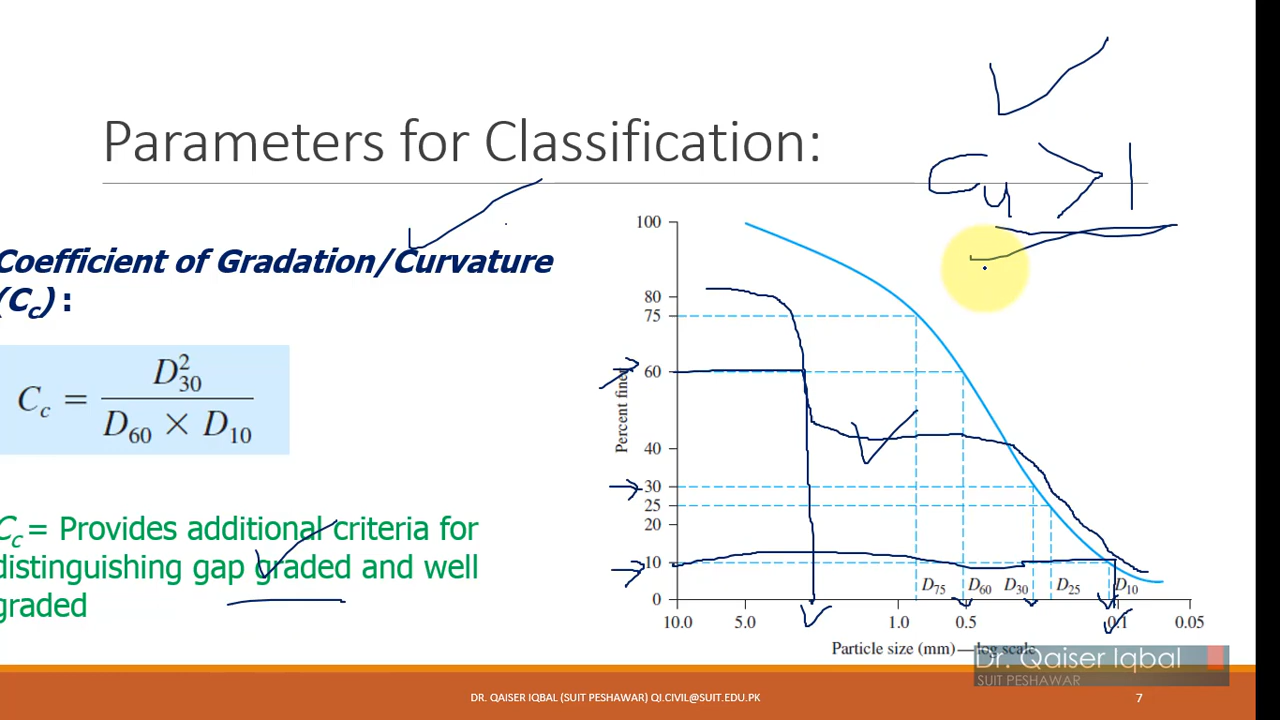 Parameters for Classification:
Cu > 1
Coefficient of Gradation/Curvature
(Cc) :
Cc = D²30 / D60 × D10
Cc = Provides additional criteria for
distinguishing gap graded and well
graded
Percent finer
100
80
75
60
40
30
25
20
10
0
D75 D60 D30 D25 D10
10.0 5.0 1.0 0.5 0.1 0.05
Particle size (mm)—log scale
Dr. Qaiser Iqbal
SUIT PESHAWAR
DR. QAISER IQBAL (SUIT PESHAWAR) QI.CIVIL@SUIT.EDU.PK
7